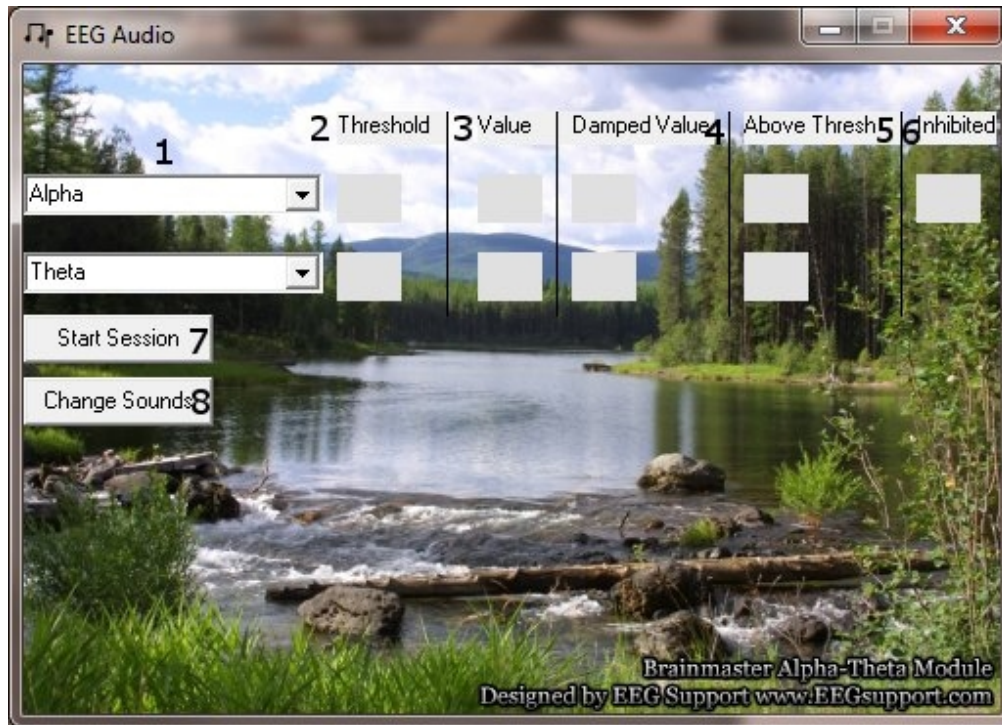 EEG Audio
1
2 Threshold 3 Value Damped Value 4 Above Thresh 5 6 Inhibited
Alpha
Theta
Start Session 7
Change Sounds 8
Brainmaster Alpha-Theta Module
Designed by EEG Support www.EEGsupport.com